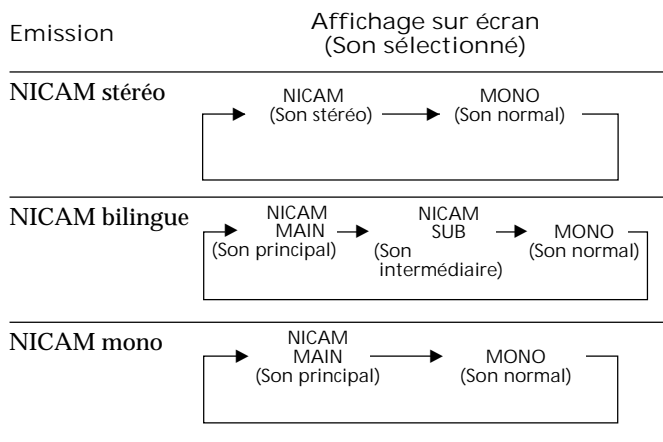 Emission
Affichage sur écran
(Son sélectionné)
NICAM stéréo
NICAM MONO
(Son stéréo) (Son normal)
NICAM bilingue
NICAM NICAM
MAIN SUB MONO
(Son principal) (Son (Son normal)
intermédiaire)
NICAM mono
NICAM
MAIN MONO
(Son principal) (Son normal)